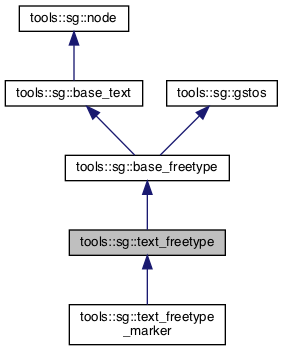 tools::sg::node
tools::sg::base_text
tools::sg::gstos
tools::sg::base_freetype
tools::sg::text_freetype
tools::sg::text_freetype
_marker